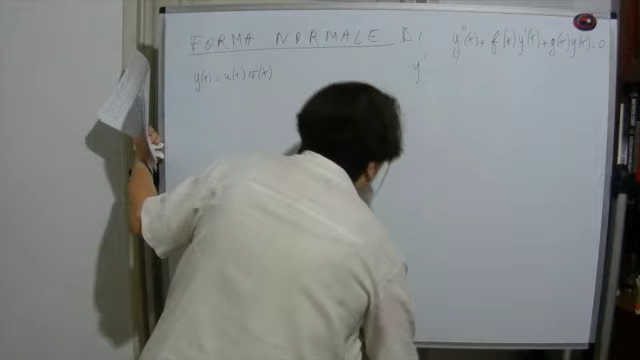 FORMA NORMALE DI y''(x) + f(x)y'(x) + g(x)y(x) = 0
y(x) = u(x)v(x)
y'